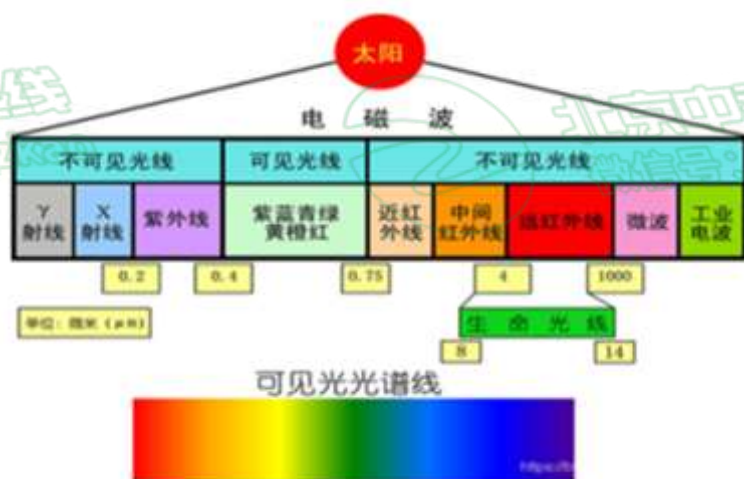 太阳
电 磁 波
不可见光线
可见光线
不可见光线
γ
射线
X
射线
紫外线
紫蓝青绿
黄橙红
近红
外线
中间
红外线
远红外线
微波
工业
电波
0.2
0.4
0.75
4
1000
单位：微米（μm）
生 命 光 线
8
14
可见光光谱线